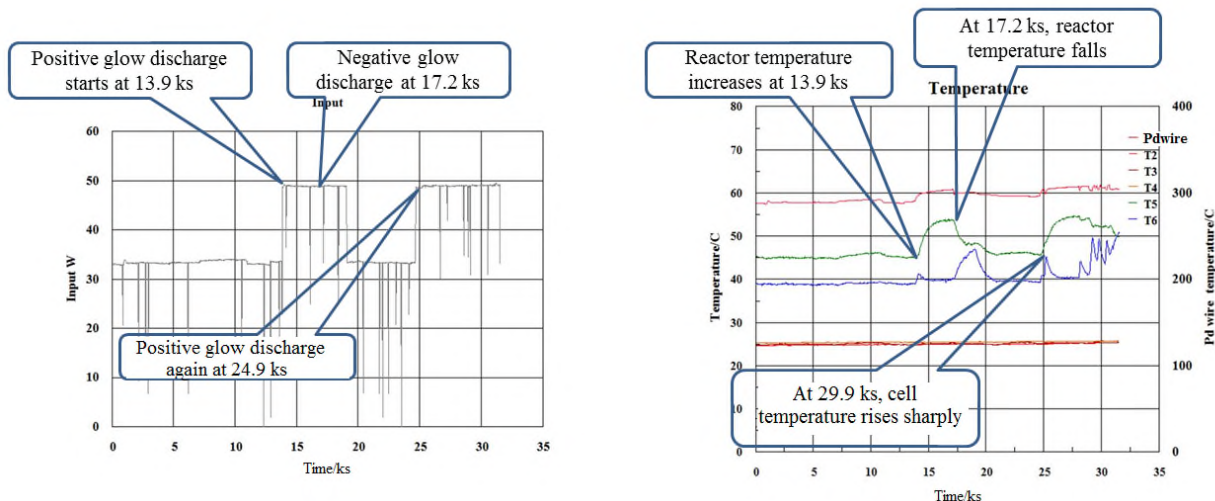 Positive glow discharge
starts at 13.9 ks
Negative glow
discharge at 17.2 ks
Input
60
50
40
30
20
10
0
Input W
Positive glow discharge
again at 24.9 ks
0 5 10 15 20 25 30 35
Time/ks
At 17.2 ks, reactor
temperature falls
Reactor temperature
increases at 13.9 ks
Temperature
80
70
60
50
40
30
20
10
0
Temperature/C
400
300
200
100
0
Pd wire temperature/C
Pdwire
T2
T3
T4
T5
T6
At 29.9 ks, cell
temperature rises sharply
0 5 10 15 20 25 30 35
Time/ks